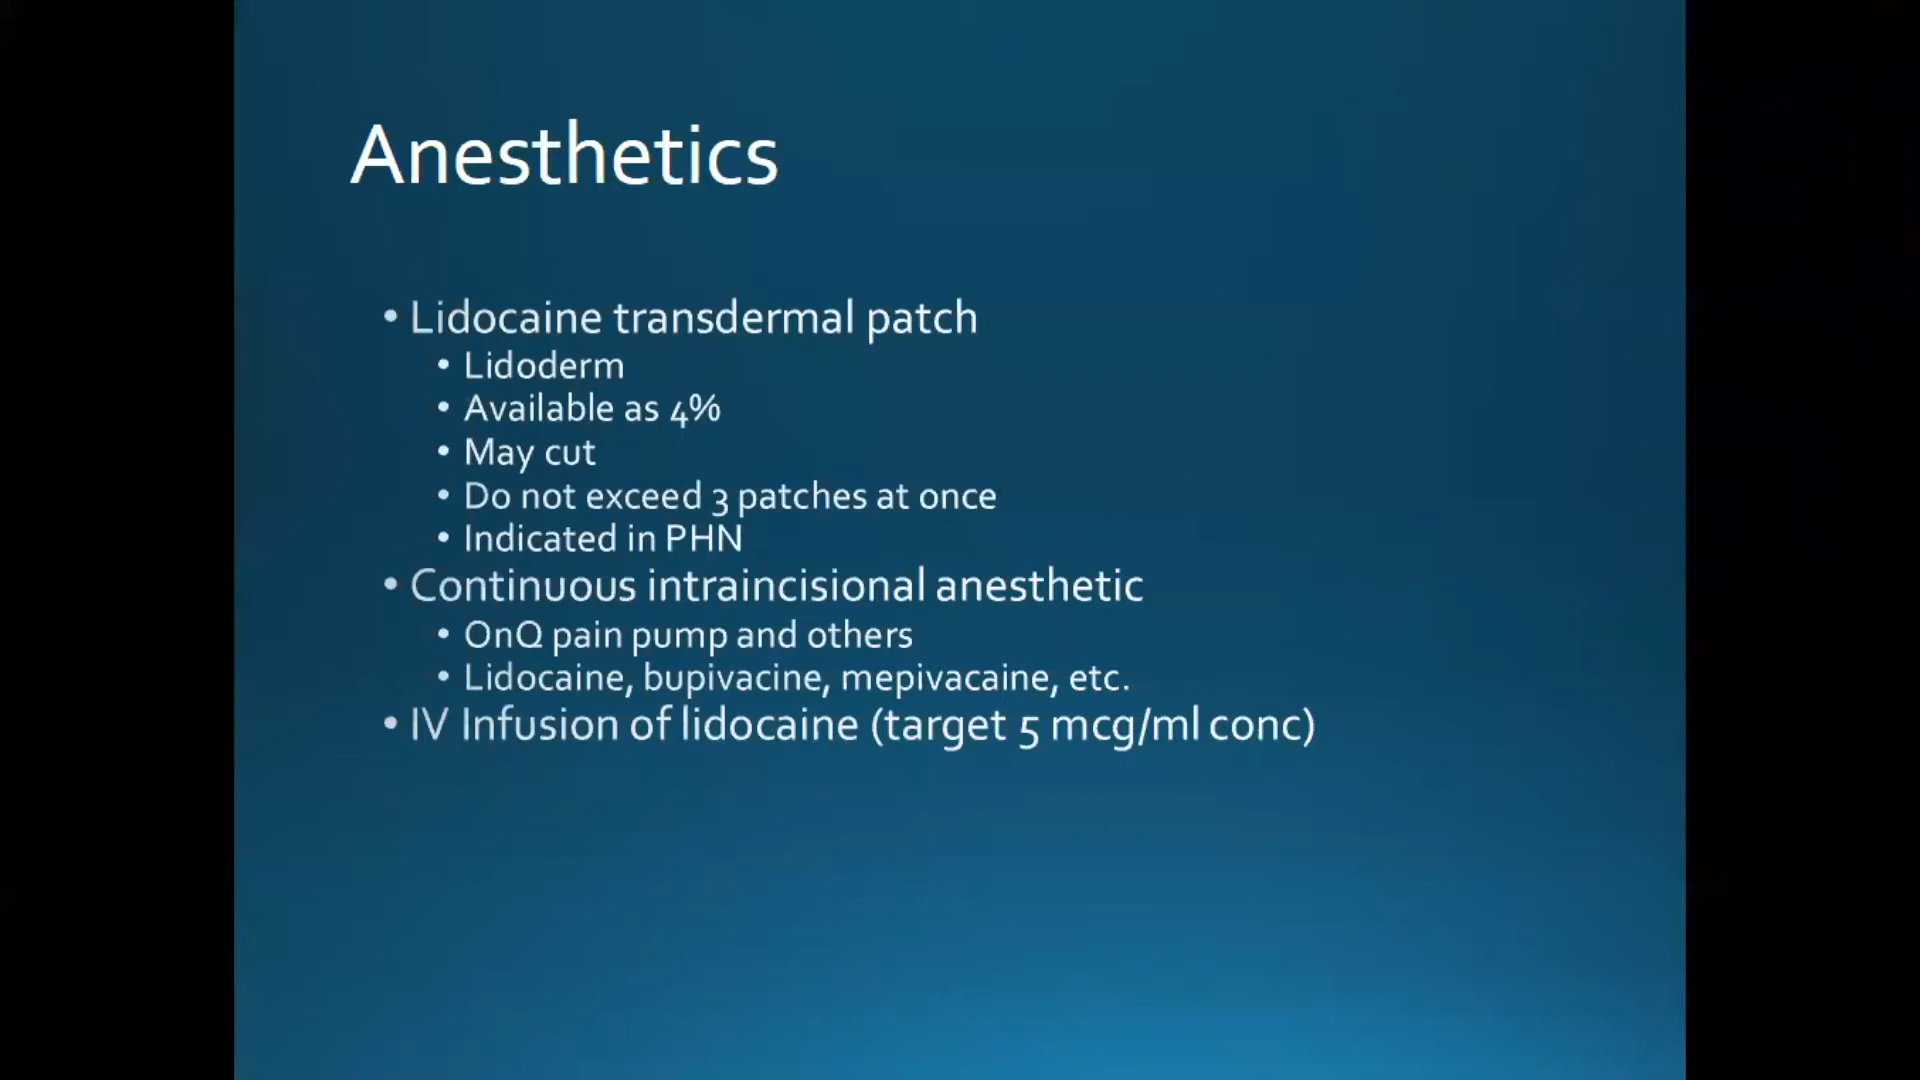 Anesthetics
• Lidocaine transdermal patch
• Lidoderm
• Available as 4%
• May cut
• Do not exceed 3 patches at once
• Indicated in PHN
• Continuous intraincisional anesthetic
• OnQ pain pump and others
• Lidocaine, bupivacine, mepivacaine, etc.
• IV Infusion of lidocaine (target 5 mcg/ml conc)